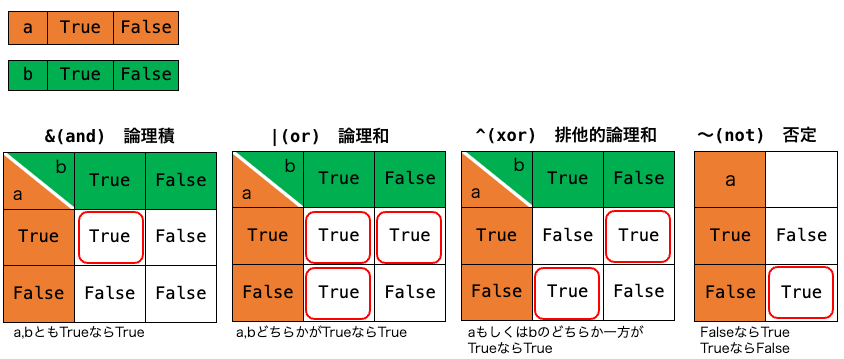 a True False
b True False
&(and) 論理積
b
a
True False
True True False
False False False
a,bともTrueならTrue
|(or) 論理和
b
a
True False
True True True
False True False
a,bどちらかがTrueならTrue
^(xor) 排他的論理和
b
a
True False
True False True
False True False
aもしくはbのどちらか一方が
TrueならTrue
〜(not) 否定
a
True False
False True
FalseならTrue
TrueならFalse